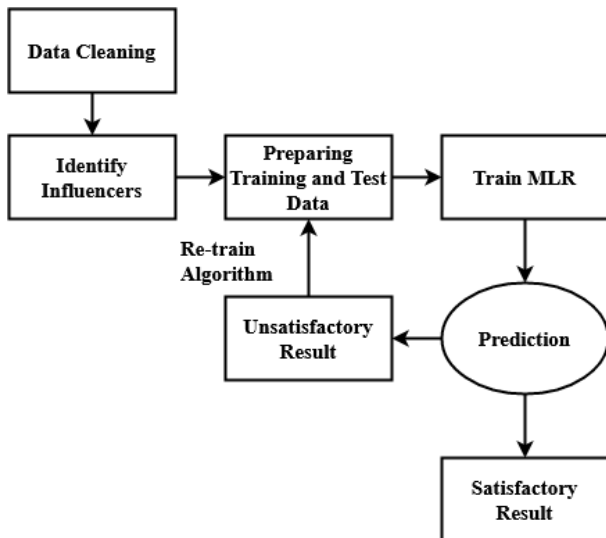 Data Cleaning
Identify
Influencers
Preparing
Training and Test
Data
Train MLR
Re-train
Algorithm
Unsatisfactory
Result
Prediction
Satisfactory
Result